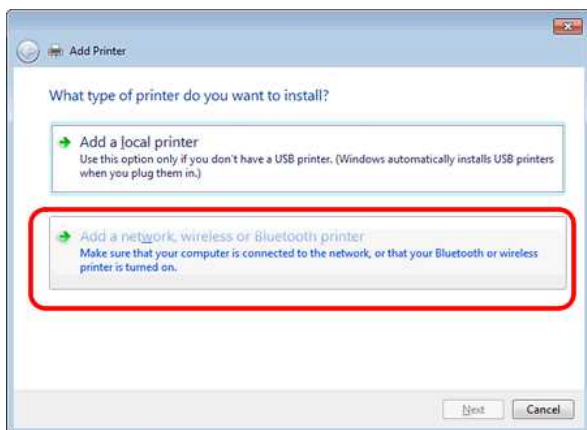 Add Printer
What type of printer do you want to install?
Add a local printer
Use this option only if you don't have a USB printer. (Windows automatically installs USB printers
when you plug them in.)
Add a network, wireless or Bluetooth printer
Make sure that your computer is connected to the network, or that your Bluetooth or wireless
printer is turned on.
Next
Cancel